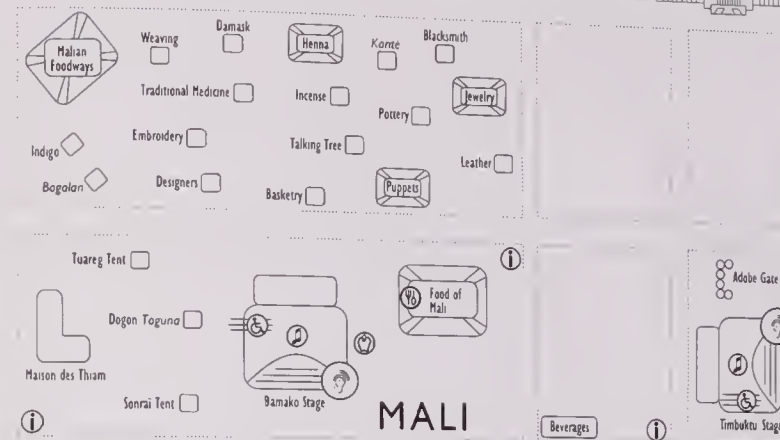 Malian
Foodways
Weaving
Damask
Henna
Kante
Blacksmith
Traditional Medicine
Incense
Pottery
Jewelry
Indigo
Embroidery
Talking Tree
Leather
Bogolan
Designers
Basketry
Puppets
Tuareg Tent
Food of
Mali
Adobe Gate
Dogon Toguna
Maison des Thiam
Sonrai Tent
Bamako Stage
MALI
Beverages
Timbuktu Stag